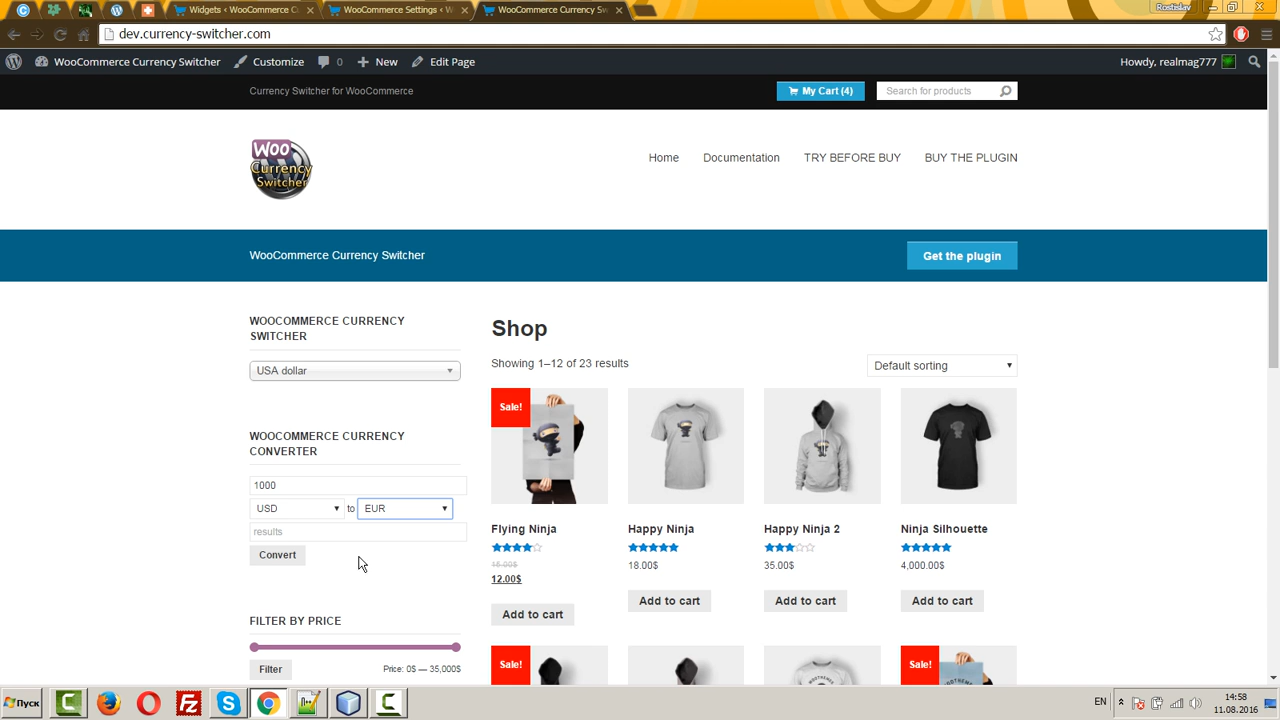 Widgets ‹ WooCommerce Cu
WooCommerce Settings ‹ W
WooCommerce Currency Sw
Rostislav
dev.currency-switcher.com
WooCommerce Currency Switcher
Customize
0
New
Edit Page
Howdy, realmag777
Currency Switcher for WooCommerce
My Cart (4)
Search for products
Woo
Currency
Switcher
Home
Documentation
TRY BEFORE BUY
BUY THE PLUGIN
WooCommerce Currency Switcher
Get the plugin
WOOCOMMERCE CURRENCY
SWITCHER
USA dollar
WOOCOMMERCE CURRENCY
CONVERTER
1000
USD
to
EUR
results
Convert
FILTER BY PRICE
Filter
Price: 0$ — 35,000$
Shop
Showing 1–12 of 23 results
Default sorting
Sale!
Flying Ninja
15.00$
12.00$
Add to cart
Happy Ninja
18.00$
Add to cart
Happy Ninja 2
35.00$
Add to cart
Ninja Silhouette
4,000.00$
Add to cart
Sale!
Sale!
Пуск
EN
14:58
11.08.2016